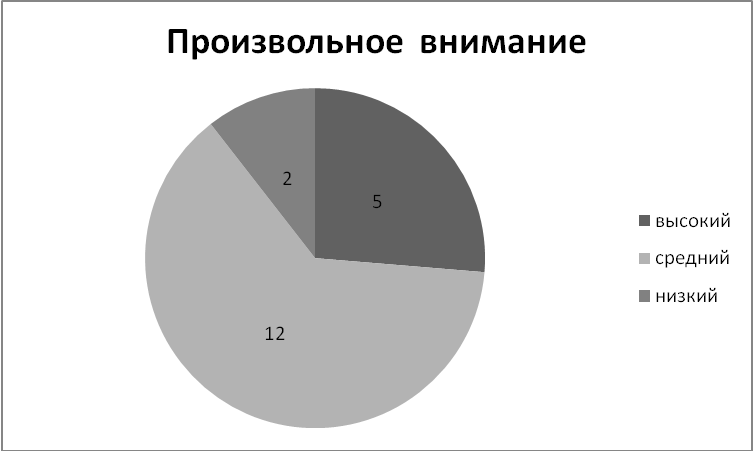 Произвольное внимание
2
5
12
высокий
средний
низкий